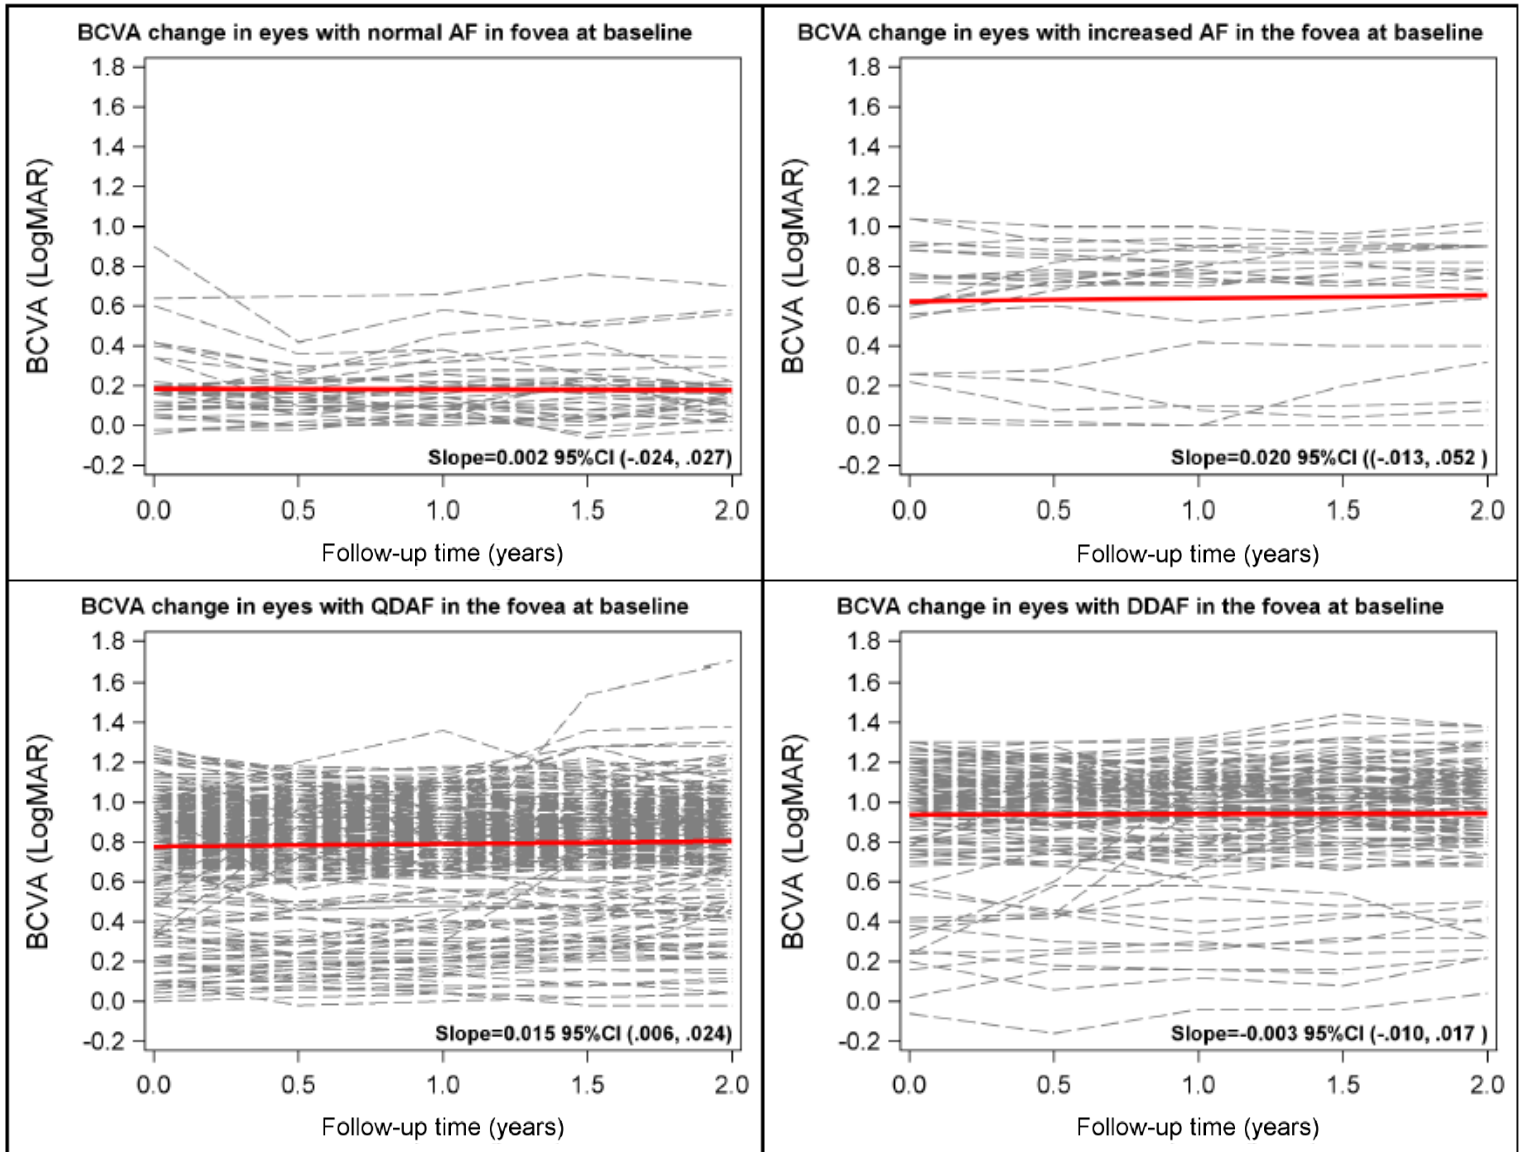 BCVA change in eyes with normal AF in fovea at baseline
BCVA (LogMAR)
1.8
1.6
1.4
1.2
1.0
0.8
0.6
0.4
0.2
0.0
-0.2
Slope=0.002 95%CI (-.024, .027)
0.0 0.5 1.0 1.5 2.0
Follow-up time (years)
BCVA change in eyes with increased AF in the fovea at baseline
BCVA (LogMAR)
1.8
1.6
1.4
1.2
1.0
0.8
0.6
0.4
0.2
0.0
-0.2
Slope=0.020 95%CI ((-.013, .052 )
0.0 0.5 1.0 1.5 2.0
Follow-up time (years)
BCVA change in eyes with QDAF in the fovea at baseline
BCVA (LogMAR)
1.8
1.6
1.4
1.2
1.0
0.8
0.6
0.4
0.2
0.0
-0.2
Slope=0.015 95%CI (.006, .024)
0.0 0.5 1.0 1.5 2.0
Follow-up time (years)
BCVA change in eyes with DDAF in the fovea at baseline
BCVA (LogMAR)
1.8
1.6
1.4
1.2
1.0
0.8
0.6
0.4
0.2
0.0
-0.2
Slope=-0.003 95%CI (-.010, .017 )
0.0 0.5 1.0 1.5 2.0
Follow-up time (years)